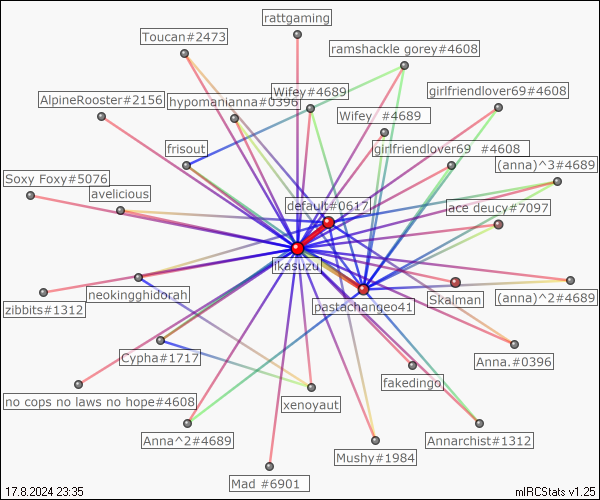 rattgaming
Toucan#2473
ramshackle gorey#4608
Wifey#4689
girlfriendlover69#4608
AlpineRooster#2156
hypomanianna#0396
Wifey_#4689
frisout
girlfriendlover69_#4608
(anna)^3#4689
Soxy Foxy#5076
avelicious
default#0617
ace deucy#7097
ikasuzu
neokingghidorah
pastachangeo41
Skalman
(anna)^2#4689
zibbits#1312
Cypha#1717
Anna.#0396
fakedingo
no cops no laws no hope#4608
xenoyaut
Anna^2#4689
Annarchist#1312
Mushy#1984
Mad_#6901
17.8.2024 23:35
mIRCStats v1.25